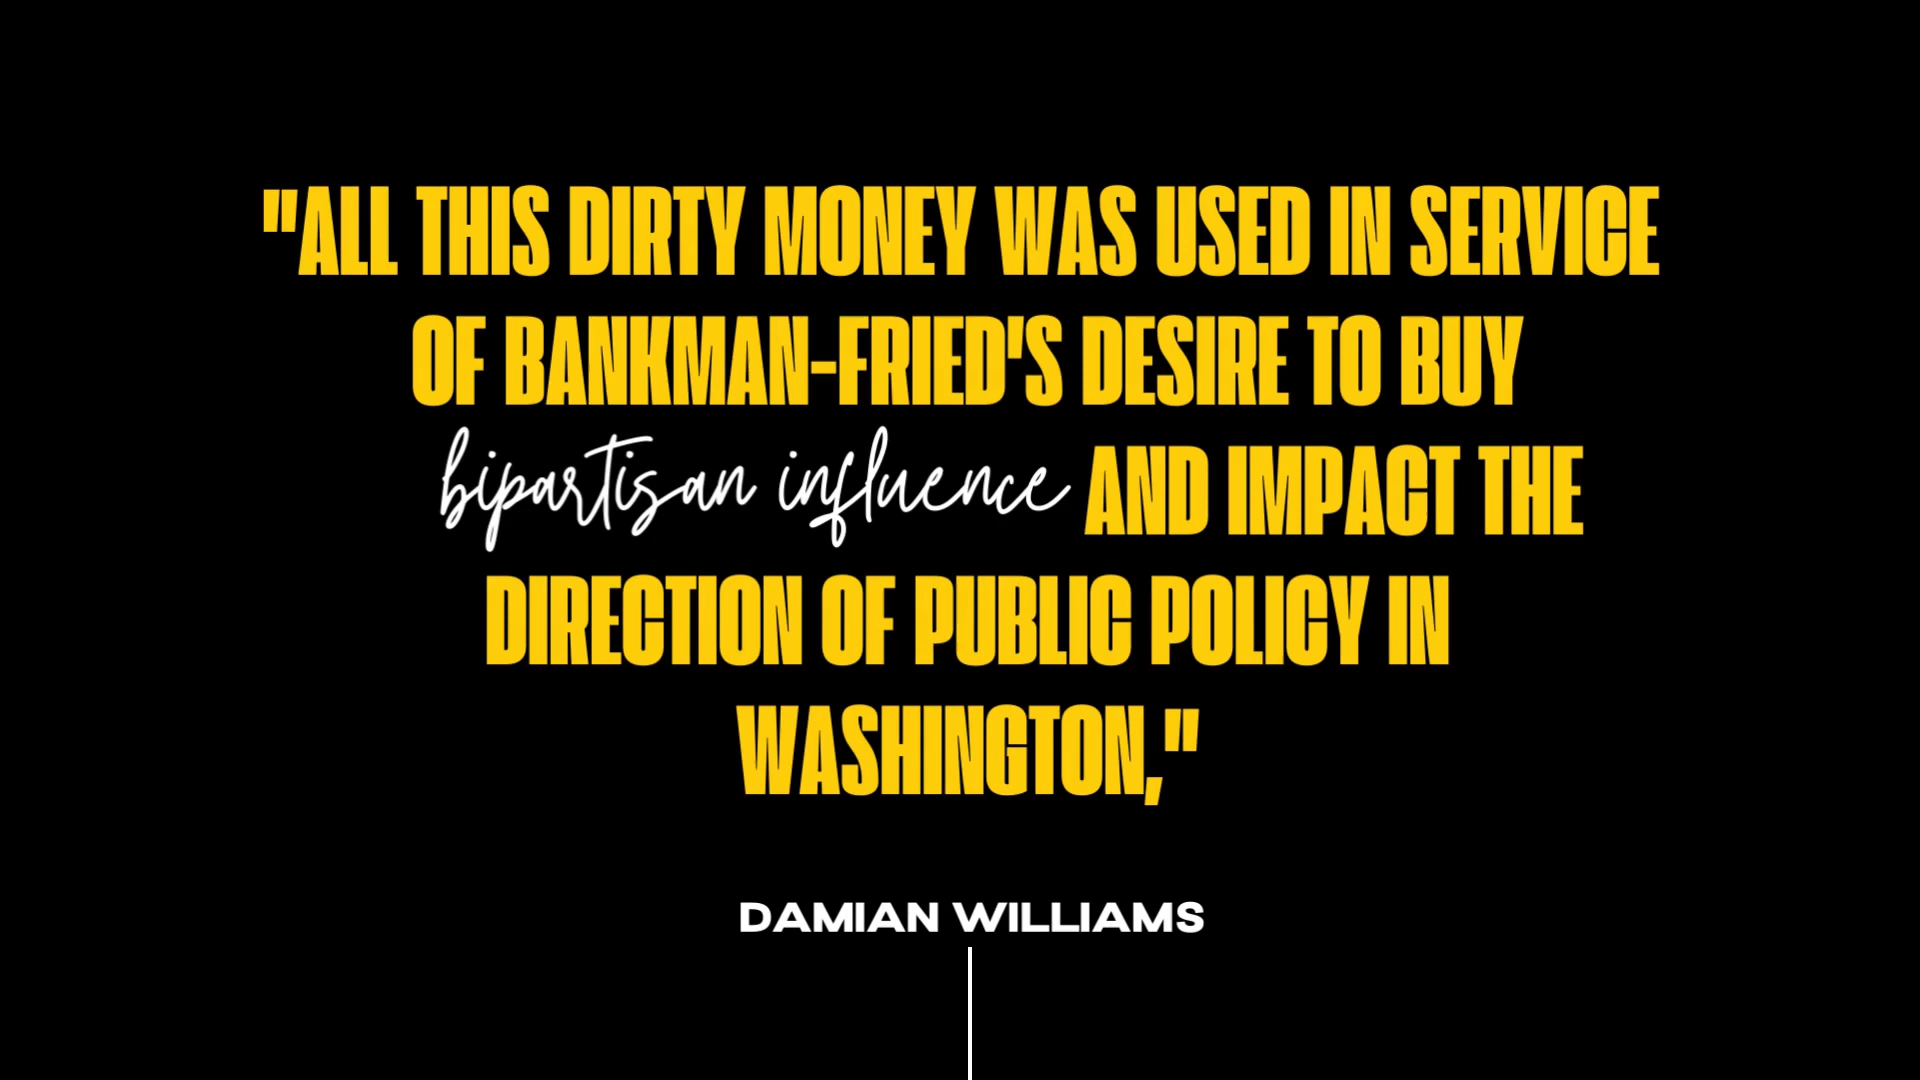 "ALL THIS DIRTY MONEY WAS USED IN SERVICE
OF BANKMAN-FRIED'S DESIRE TO BUY
bipartisan influence AND IMPACT THE
DIRECTION OF PUBLIC POLICY IN
WASHINGTON,"
DAMIAN WILLIAMS